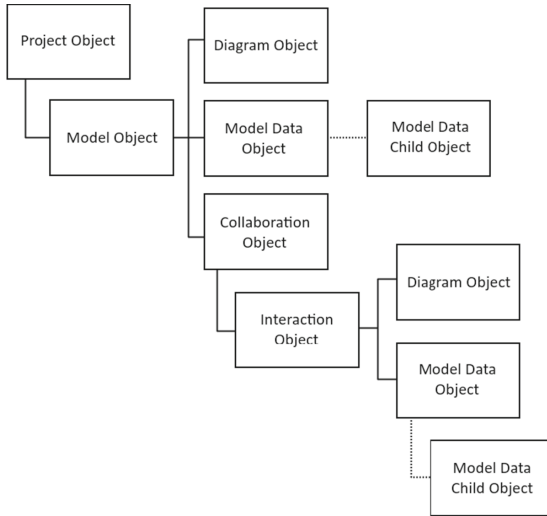 Project Object
Diagram Object
Model Object
Model Data
Object
Model Data
Child Object
Collaboration
Object
Interaction
Object
Diagram Object
Model Data
Object
Model Data
Child Object